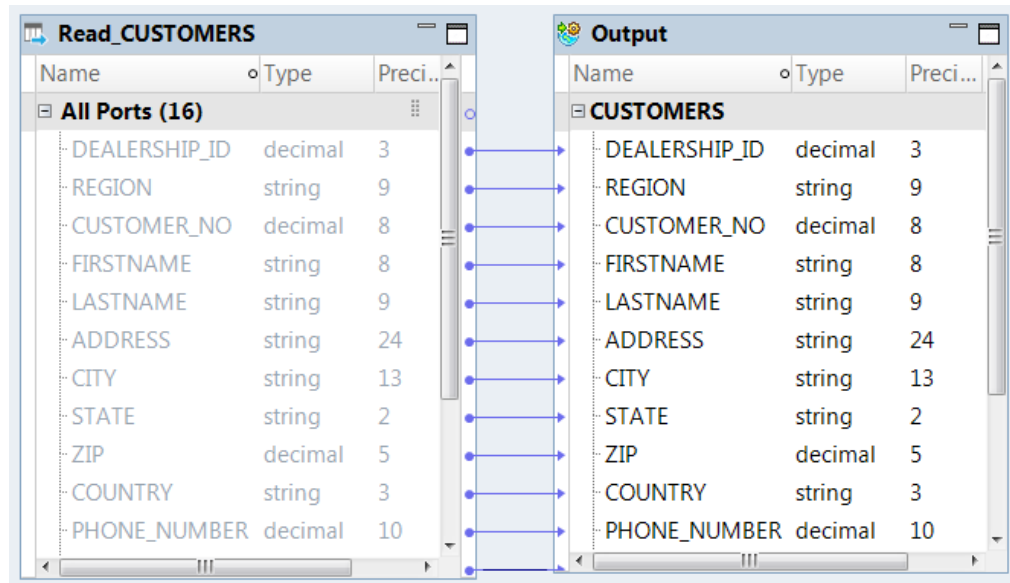 Read_CUSTOMERS
Name Type Preci..
All Ports (16)
DEALERSHIP_ID decimal 3
REGION string 9
CUSTOMER_NO decimal 8
FIRSTNAME string 8
LASTNAME string 9
ADDRESS string 24
CITY string 13
STATE string 2
ZIP decimal 5
COUNTRY string 3
PHONE_NUMBER decimal 10
Output
Name Type Preci...
CUSTOMERS
DEALERSHIP_ID decimal 3
REGION string 9
CUSTOMER_NO decimal 8
FIRSTNAME string 8
LASTNAME string 9
ADDRESS string 24
CITY string 13
STATE string 2
ZIP decimal 5
COUNTRY string 3
PHONE_NUMBER decimal 10